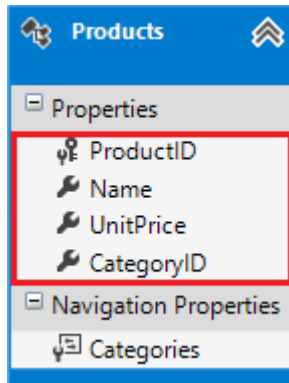 Products
Properties
ProductID
Name
UnitPrice
CategoryID
Navigation Properties
Categories